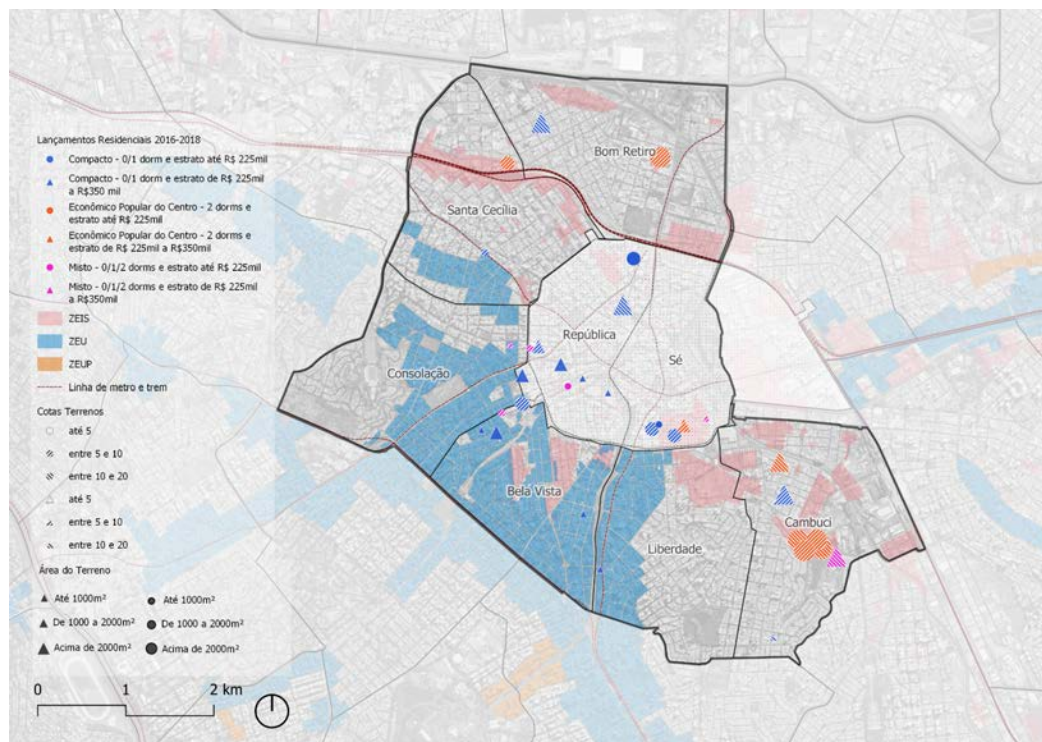 Lançamentos Residenciais 2016-2018
Compacto - 0/1 dorm e estrato até R$ 225mil
Compacto - 0/1 dorm e estrato de R$ 225mil
a R$350 mil
Econômico Popular do Centro - 2 dorms e
estrato até R$ 225mil
Econômico Popular do Centro - 2 dorms e
estrato de R$ 225mil a R$350mil
Misto - 0/1/2 dorms e estrato até R$ 225mil
Misto - 0/1/2 dorms e estrato de R$ 225mil
a R$350mil
ZEIS
ZEU
ZEUP
Linha de metro e trem
Cotas Terrenos
até 5
entre 5 e 10
entre 10 e 20
até 5
entre 5 e 10
entre 10 e 20
Área do Terreno
Até 1000m² Até 1000m²
De 1000 a 2000m² De 1000 a 2000m²
Acima de 2000m² Acima de 2000m²
0 1 2 km
Bom Retiro
Santa Cecília
República
Sé
Consolação
Bela Vista
Liberdade
Cambuci